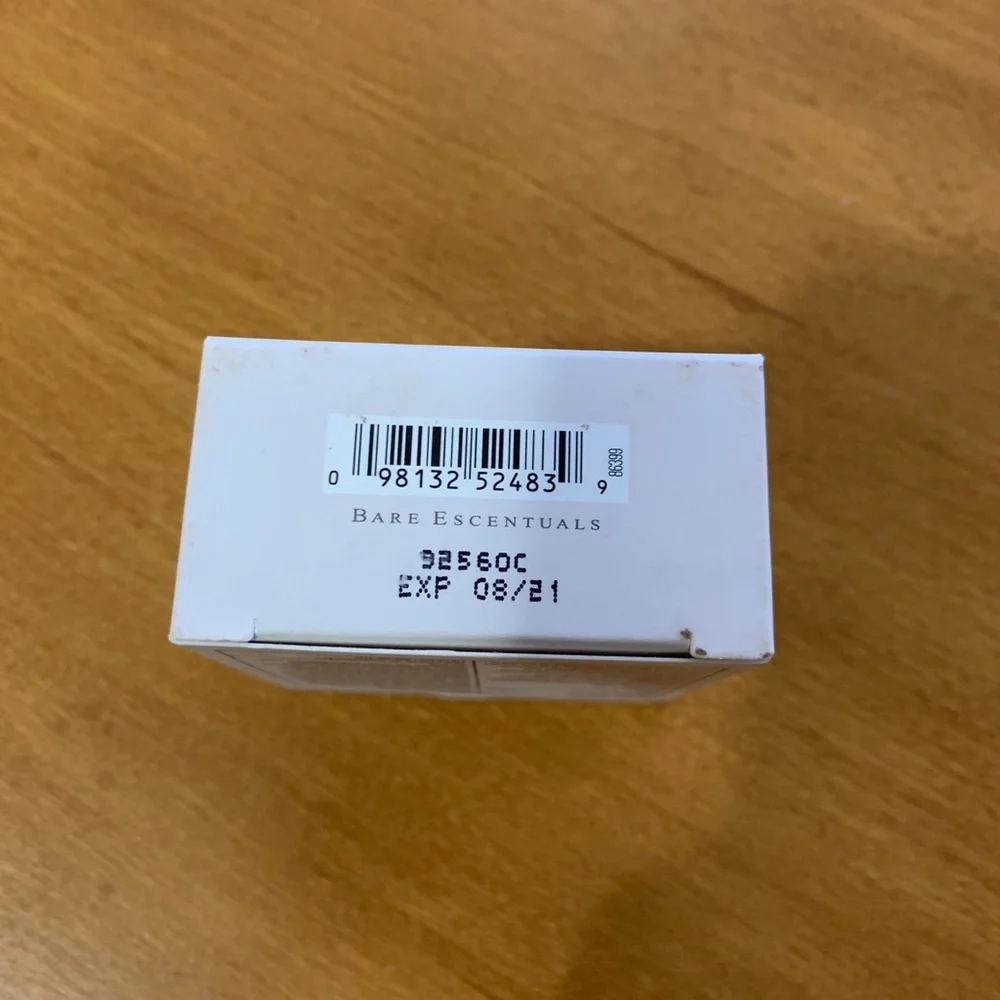 0 98132 52483 9
86399
BARE ESCENTUALS
92560C
EXP 08/21